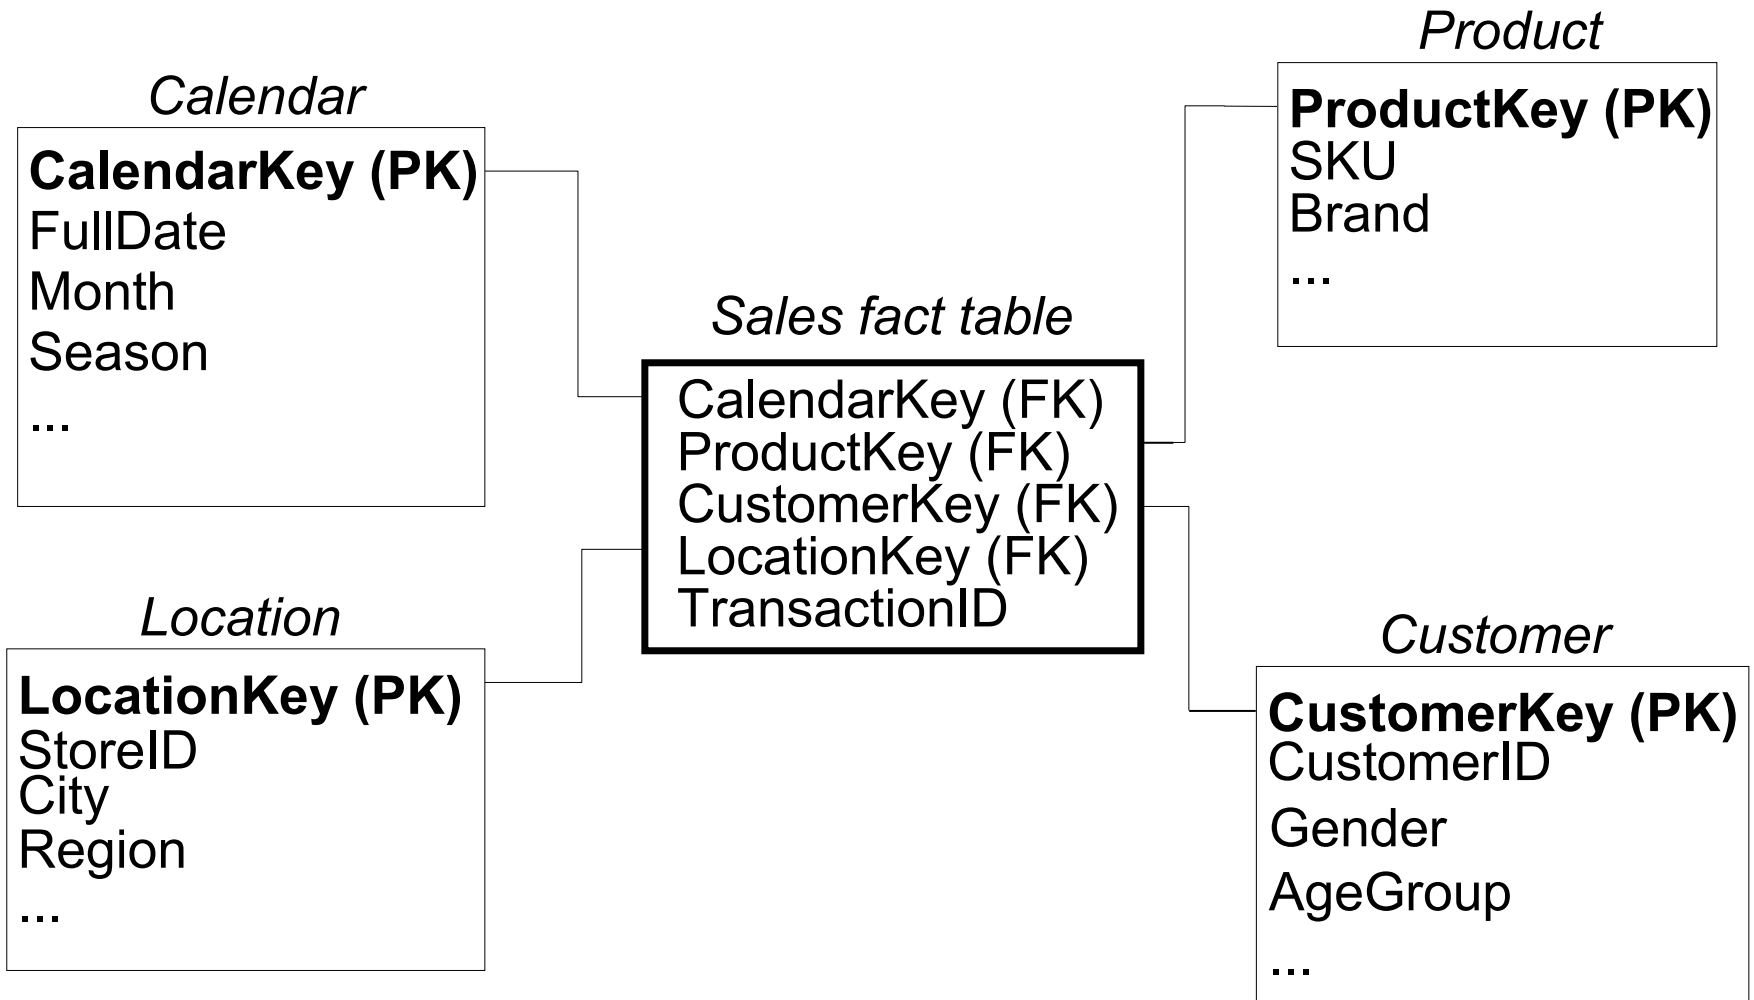 Calendar
CalendarKey (PK)
FullDate
Month
Season
...
Product
ProductKey (PK)
SKU
Brand
...
Sales fact table
CalendarKey (FK)
ProductKey (FK)
CustomerKey (FK)
LocationKey (FK)
TransactionID
Location
LocationKey (PK)
StoreID
City
Region
...
Customer
CustomerKey (PK)
CustomerID
Gender
AgeGroup
...